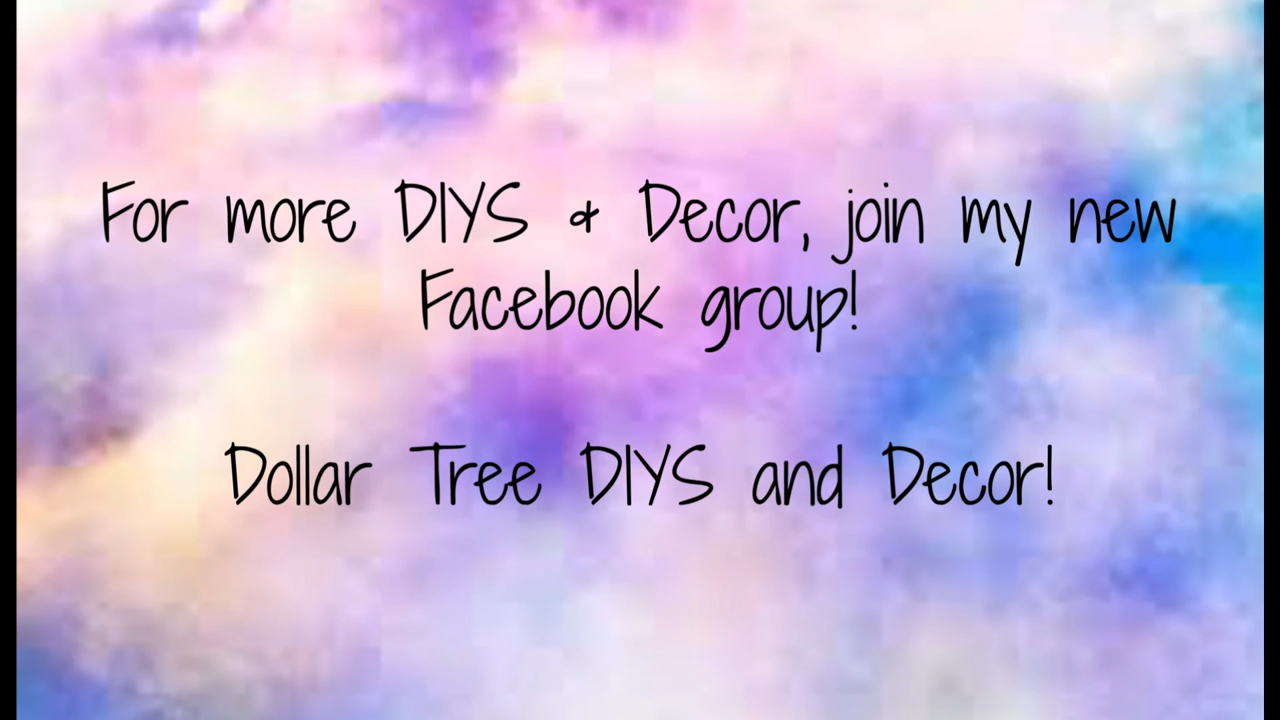 For more DIYS & Decor, join my new
Facebook group!
Dollar Tree DIYS and Decor!